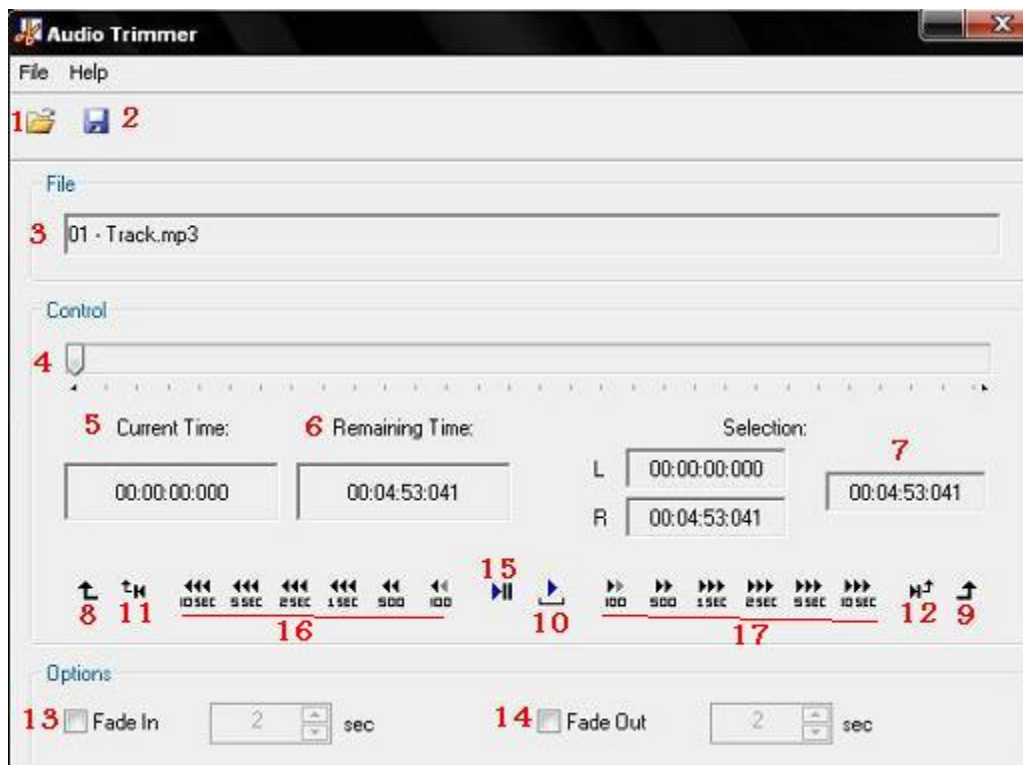 Audio Trimmer
File Help
1 2
File
3 01 - Track.mp3
Control
4
5 Current Time: 6 Remaining Time: Selection: 7
L 00:00:00:000
00:00:00:000 00:04:53:041 00:04:53:041
R 00:04:53:041
15
10SEC 5SEC 2SEC 1SEC 500 100 100 500 1SEC 2SEC 5SEC 10SEC
8 11 16 10 17 12 9
Options
13 Fade In 2 sec 14 Fade Out 2 sec